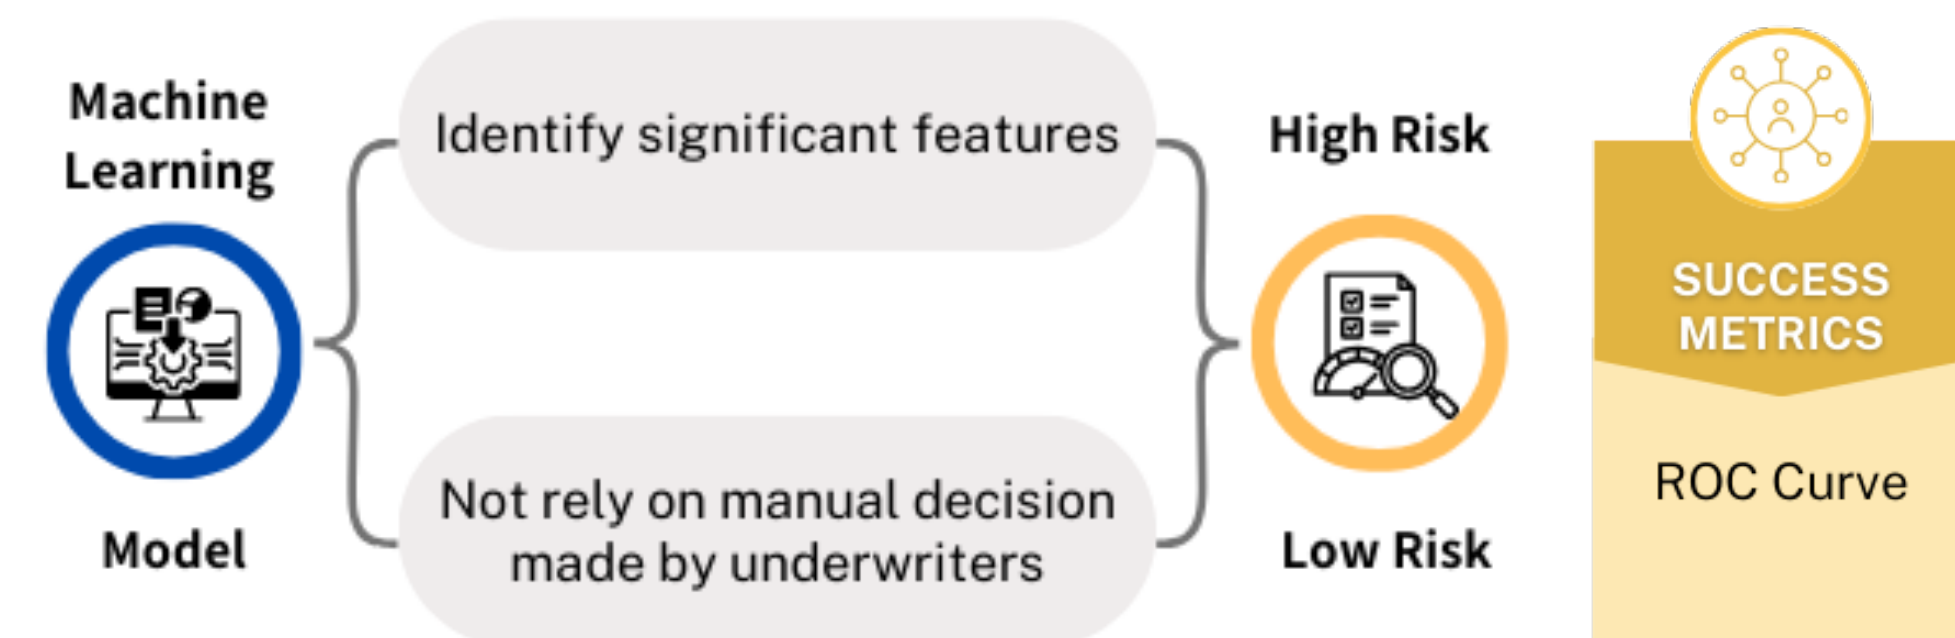 Machine
Learning
Model
Identify significant features
Not rely on manual decision
made by underwriters
High Risk
Low Risk
SUCCESS
METRICS
ROC Curve